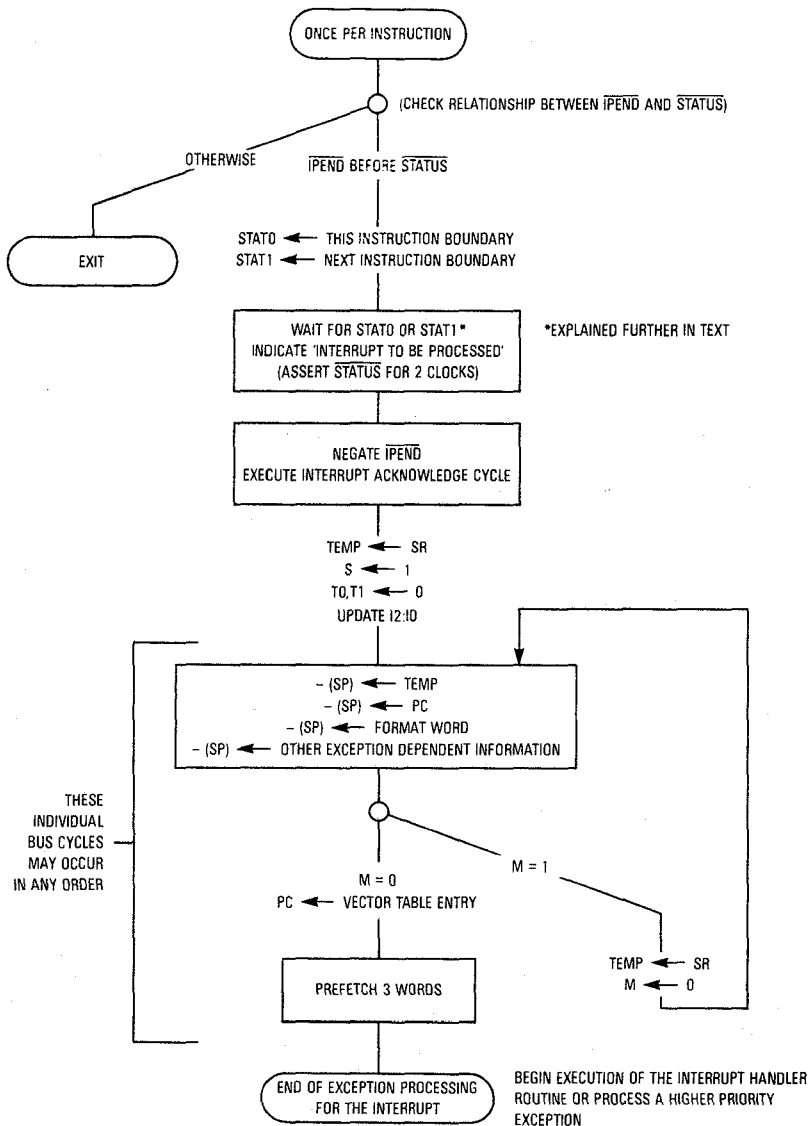 ONCE PER INSTRUCTION
(CHECK RELATIONSHIP BETWEEN IPEND AND STATUS)
OTHERWISE
IPEND BEFORE STATUS
EXIT
STAT0 ← THIS INSTRUCTION BOUNDARY
STAT1 ← NEXT INSTRUCTION BOUNDARY
WAIT FOR STAT0 OR STAT1*
INDICATE 'INTERRUPT TO BE PROCESSED'
(ASSERT STATUS FOR 2 CLOCKS)
*EXPLAINED FURTHER IN TEXT
NEGATE IPEND
EXECUTE INTERRUPT ACKNOWLEDGE CYCLE
TEMP ← SR
S ← 1
T0,T1 ← 0
UPDATE I2:I0
– (SP) ← TEMP
– (SP) ← PC
– (SP) ← FORMAT WORD
– (SP) ← OTHER EXCEPTION DEPENDENT INFORMATION
THESE
INDIVIDUAL
BUS CYCLES
MAY OCCUR
IN ANY ORDER
M = 0
PC ← VECTOR TABLE ENTRY
M = 1
TEMP ← SR
M ← 0
PREFETCH 3 WORDS
END OF EXCEPTION PROCESSING
FOR THE INTERRUPT
BEGIN EXECUTION OF THE INTERRUPT HANDLER
ROUTINE OR PROCESS A HIGHER PRIORITY
EXCEPTION